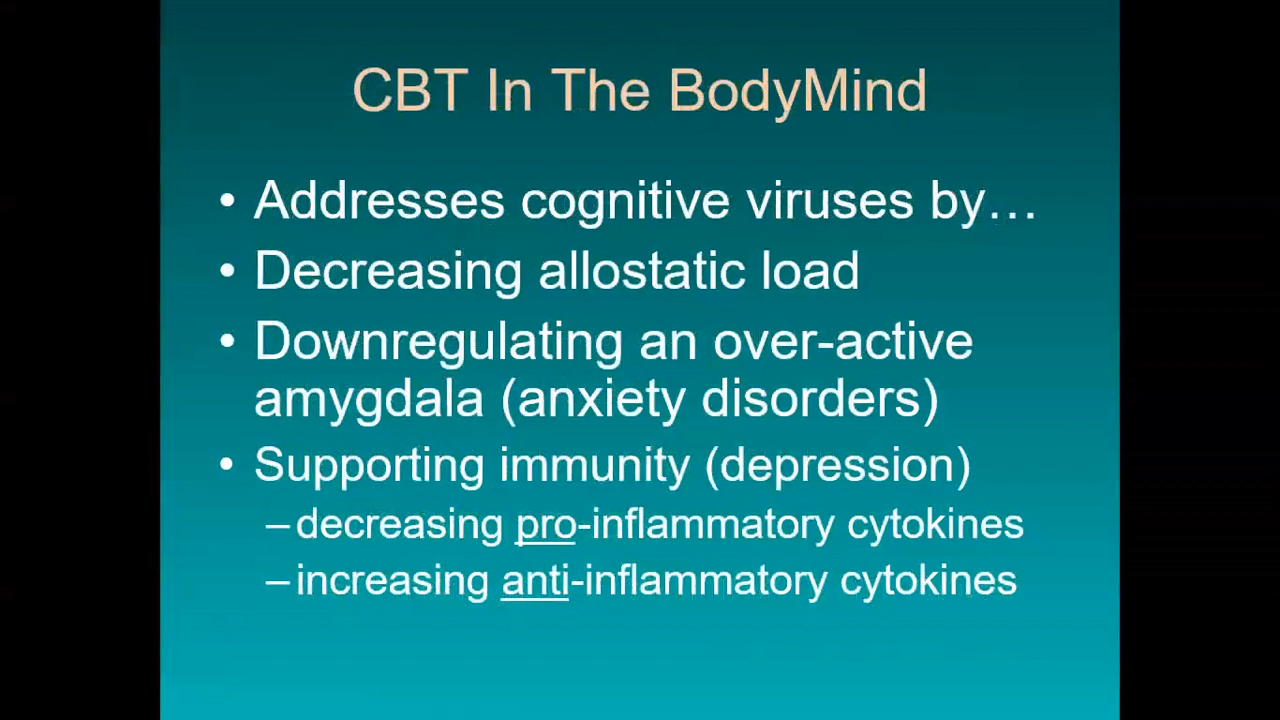 CBT In The BodyMind
• Addresses cognitive viruses by…
• Decreasing allostatic load
• Downregulating an over-active
amygdala (anxiety disorders)
• Supporting immunity (depression)
–decreasing pro-inflammatory cytokines
–increasing anti-inflammatory cytokines